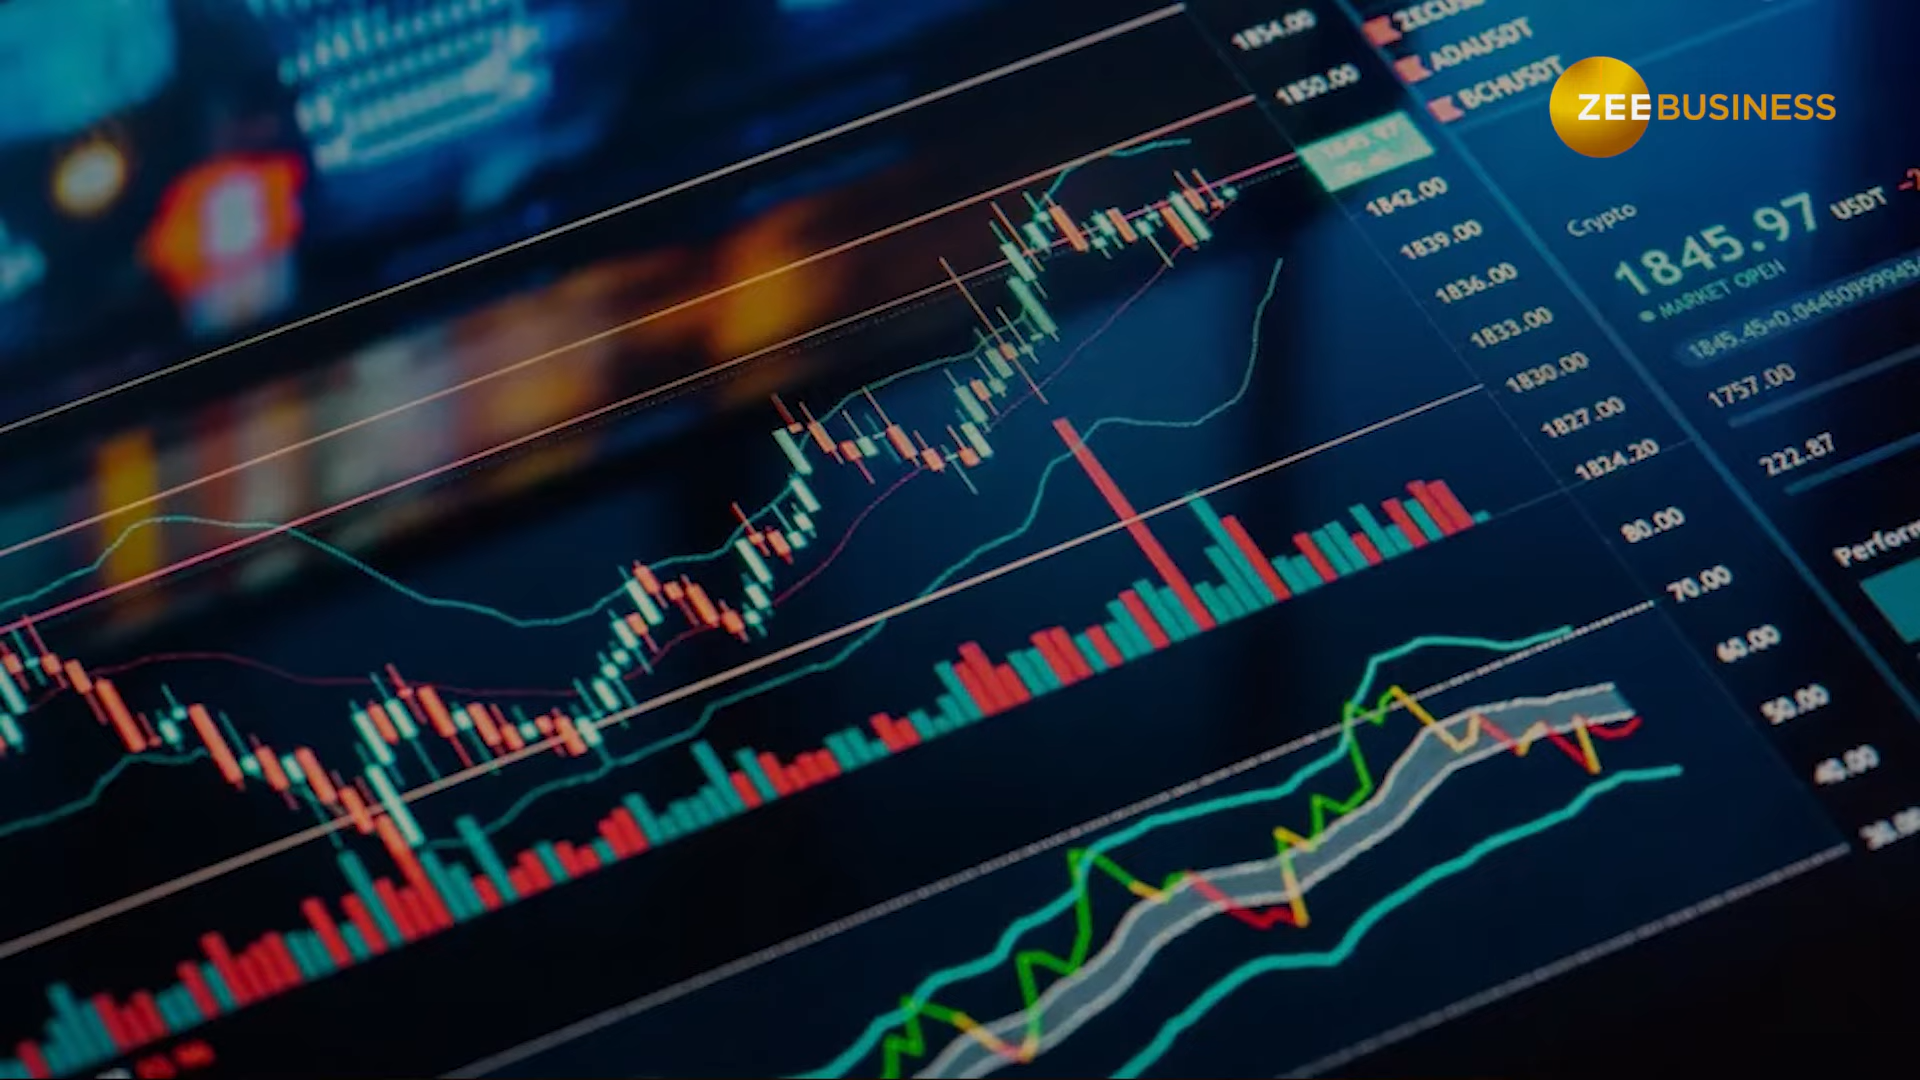 ZEEBUSINESS
1854.00
1850.00
1842.00
1839.00
1836.00
1833.00
1830.00
1827.00
1824.20
80.00
70.00
60.00
50.00
40.00
ADAUSDT
BCHUSDT
Crypto
1845.97 USDT
MARKET OPEN
1757.00
222.87